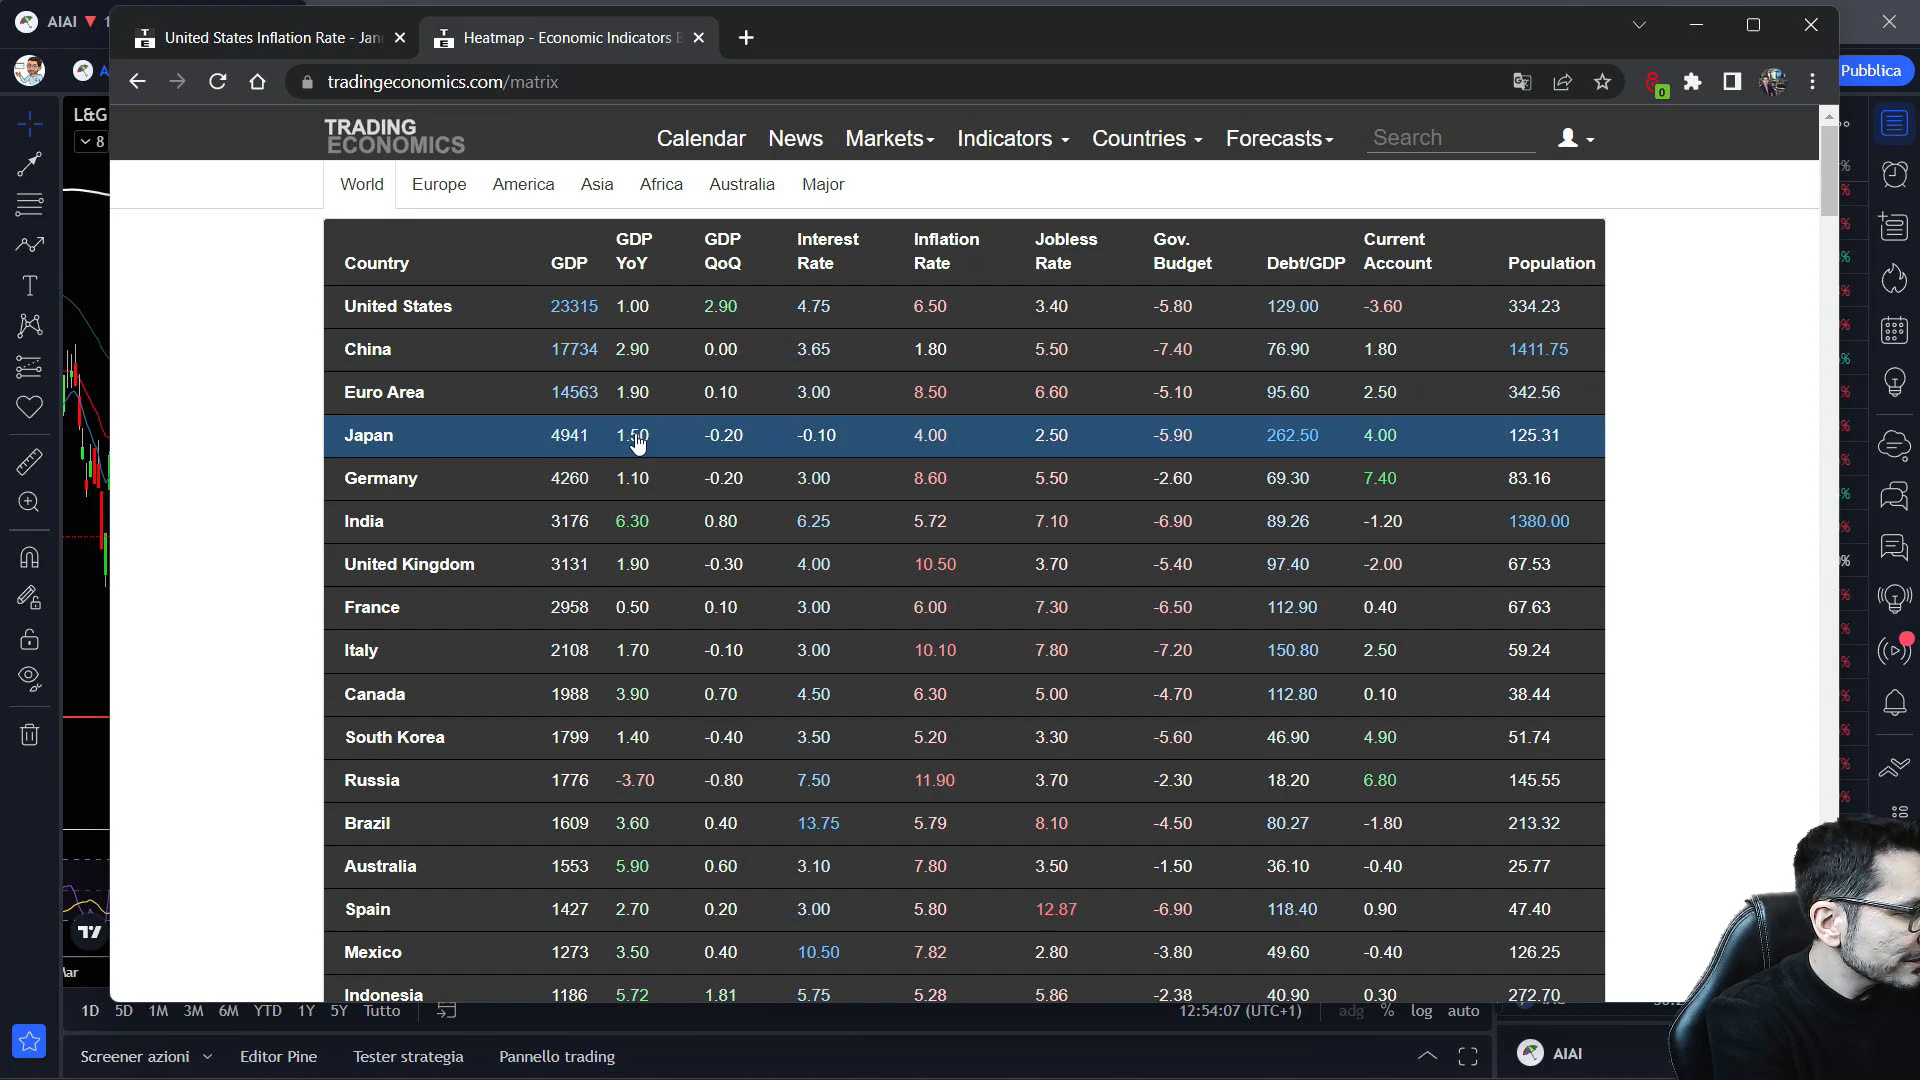 AIAI
United States Inflation Rate - Jan
Heatmap - Economic Indicators
tradingeconomics.com/matrix
0
Pubblica
L&G
8
TRADING
ECONOMICS
Calendar News Markets Indicators Countries Forecasts Search
World Europe America Asia Africa Australia Major
Country GDP GDP YoY GDP QoQ Interest Rate Inflation Rate Jobless Rate Gov. Budget Debt/GDP Current Account Population
United States 23315 1.00 2.90 4.75 6.50 3.40 -5.80 129.00 -3.60 334.23
China 17734 2.90 0.00 3.65 1.80 5.50 -7.40 76.90 1.80 1411.75
Euro Area 14563 1.90 0.10 3.00 8.50 6.60 -5.10 95.60 2.50 342.56
Japan 4941 1.50 -0.20 -0.10 4.00 2.50 -5.90 262.50 4.00 125.31
Germany 4260 1.10 -0.20 3.00 8.60 5.50 -2.60 69.30 7.40 83.16
India 3176 6.30 0.80 6.25 5.72 7.10 -6.90 89.26 -1.20 1380.00
United Kingdom 3131 1.90 -0.30 4.00 10.50 3.70 -5.40 97.40 -2.00 67.53
France 2958 0.50 0.10 3.00 6.00 7.30 -6.50 112.90 0.40 67.63
Italy 2108 1.70 -0.10 3.00 10.10 7.80 -7.20 150.80 2.50 59.24
Canada 1988 3.90 0.70 4.50 6.30 5.00 -4.70 112.80 0.10 38.44
South Korea 1799 1.40 -0.40 3.50 5.20 3.30 -5.60 46.90 4.90 51.74
Russia 1776 -3.70 -0.80 7.50 11.90 3.70 -2.30 18.20 6.80 145.55
Brazil 1609 3.60 0.40 13.75 5.79 8.10 -4.50 80.27 -1.80 213.32
Australia 1553 5.90 0.60 3.10 7.80 3.50 -1.50 36.10 -0.40 25.77
Spain 1427 2.70 0.20 3.00 5.80 12.87 -6.90 118.40 0.90 47.40
Mexico 1273 3.50 0.40 10.50 7.82 2.80 -3.80 49.60 -0.40 126.25
Indonesia 1186 5.72 1.81 5.75 5.28 5.86 -2.38 40.90 0.30 272.70
1D 5D 1M 3M 6M YTD 1Y 5Y Tutto 12:54:07 (UTC+1) adg % log auto
Screener azioni Editor Pine Tester strategia Pannello trading AIAI